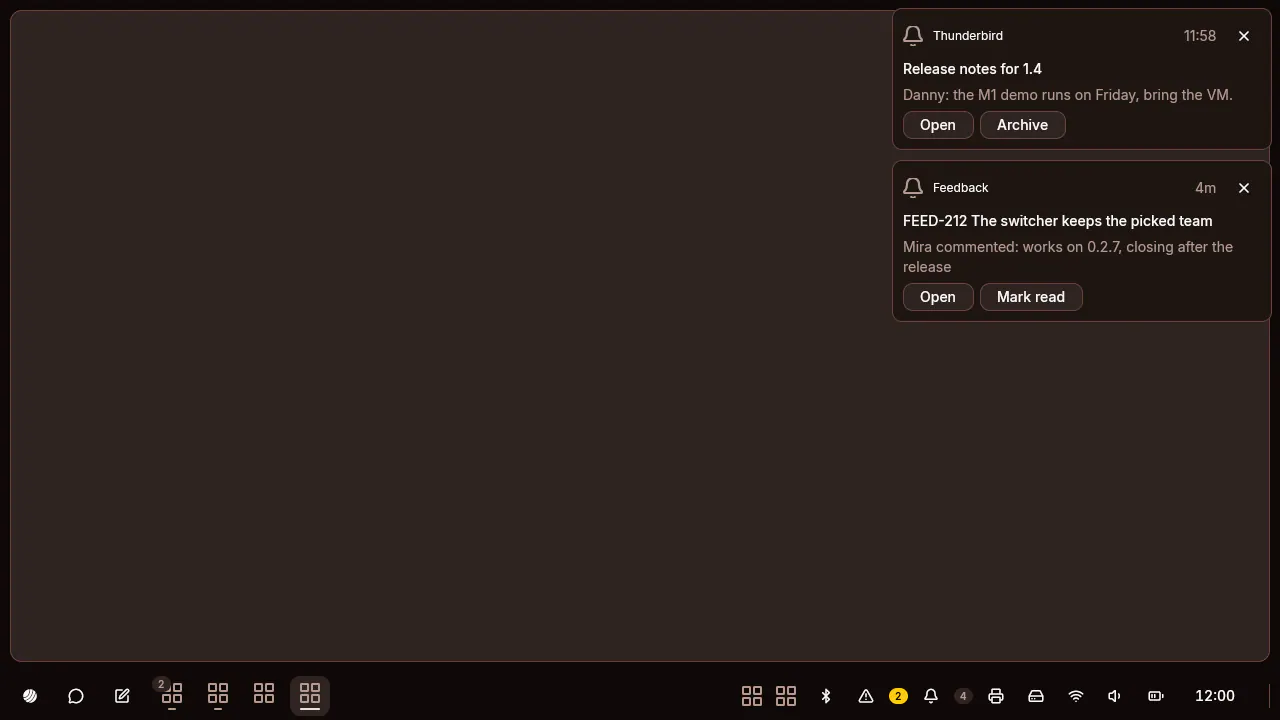 Thunderbird 11:58
Release notes for 1.4
Danny: the M1 demo runs on Friday, bring the VM.
Open Archive
Feedback 4m
FEED-212 The switcher keeps the picked team
Mira commented: works on 0.2.7, closing after the
release
Open Mark read
2 2 4 12:00